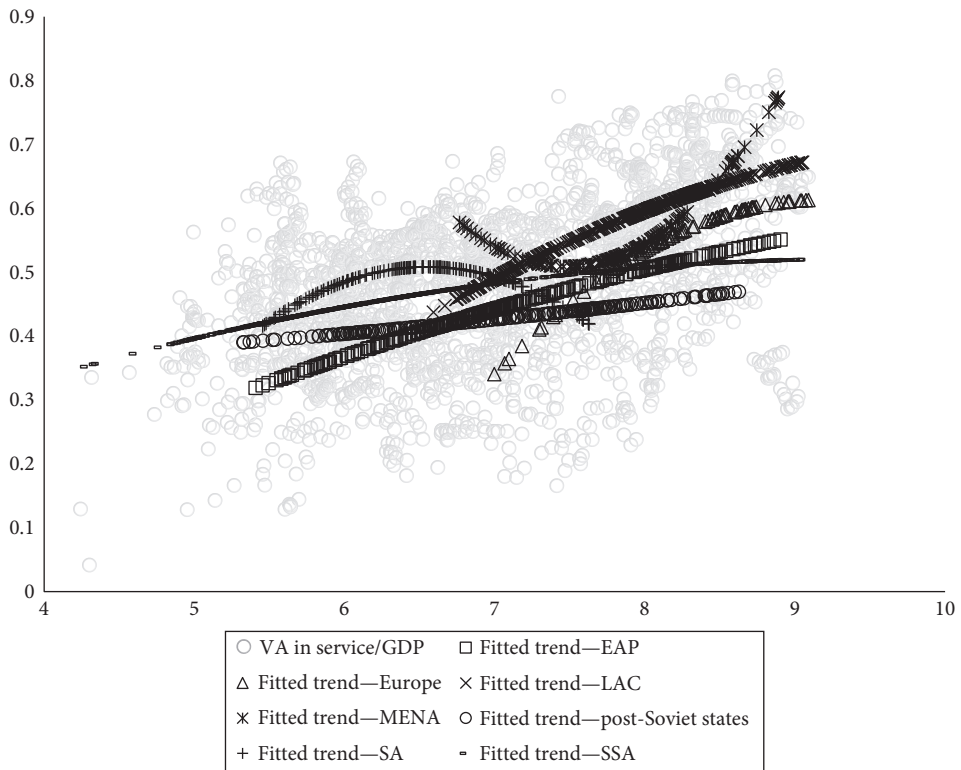 0.9
0.8
0.7
0.6
0.5
0.4
0.3
0.2
0.1
0
4 5 6 7 8 9 10
VA in service/GDP Fitted trend—EAP
Fitted trend—Europe Fitted trend—LAC
Fitted trend—MENA Fitted trend—post-Soviet states
Fitted trend—SA Fitted trend—SSA